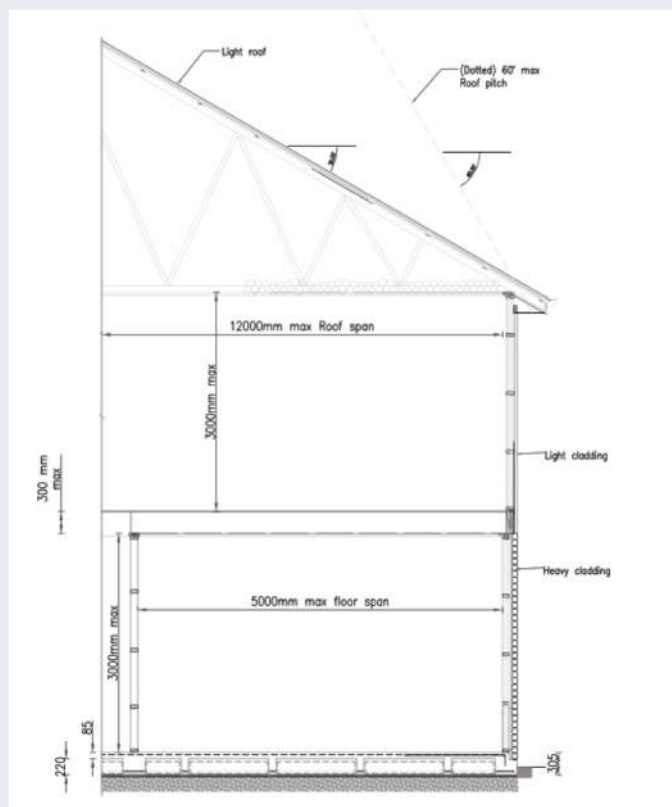 Light roof
(Dotted) 60° max
Roof pitch
12000mm max Roof span
3000mm max
300 mm
max
Light cladding
Heavy cladding
5000mm max floor span
3000mm max
85
220
305